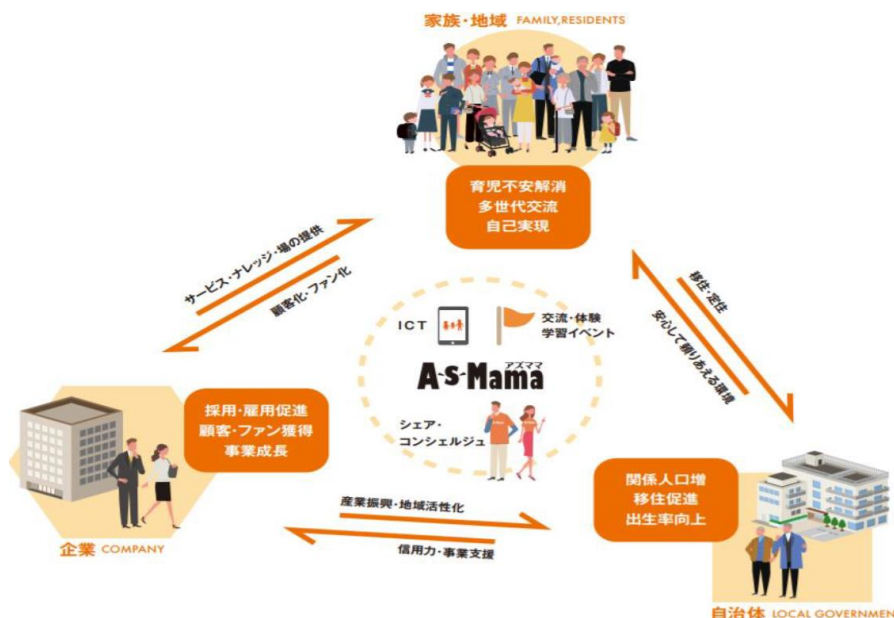 家族・地域 FAMILY,RESIDENTS
育児不安解消
多世代交流
自己実現
サービス・ナレッジ・場の提供
顧客化・ファン化
移住・定住
安心して頼りあえる環境
ICT
交流・体験
学習イベント
アズママ
A-s-Mama
シェア・
コンシェルジュ
採用・雇用促進
顧客・ファン獲得
事業成長
企業 COMPANY
産業振興・地域活性化
信用力・事業支援
関係人口増
移住促進
出生率向上
自治体 LOCAL GOVERNMENT